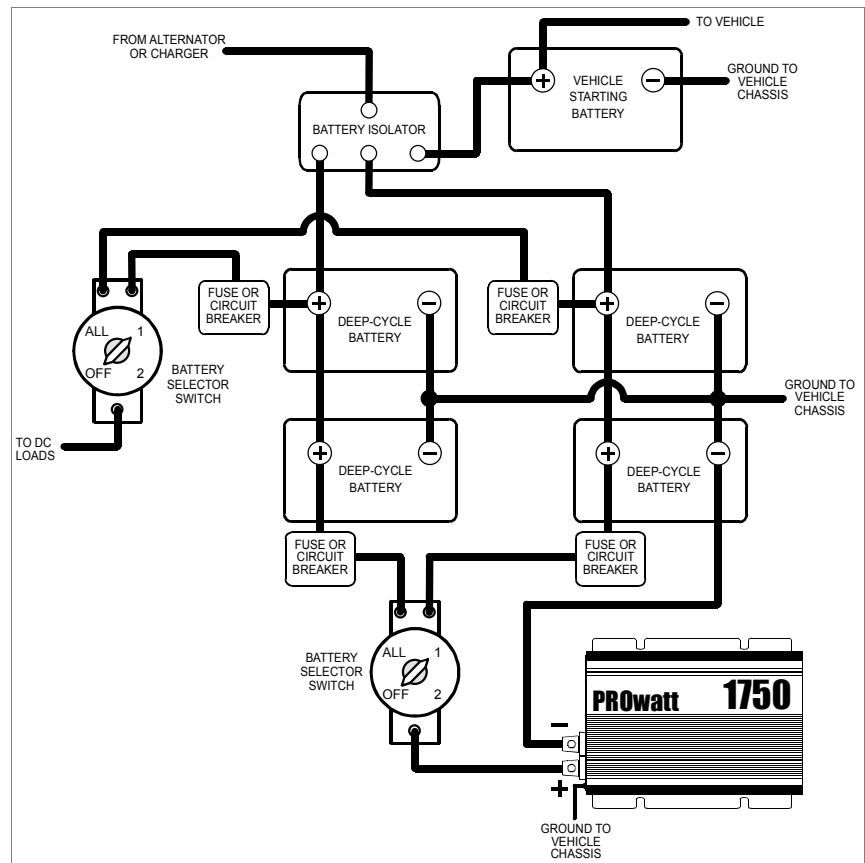 TO VEHICLE
FROM ALTERNATOR
OR CHARGER
+
VEHICLE
STARTING
BATTERY
−
GROUND TO
VEHICLE
CHASSIS
BATTERY ISOLATOR
FUSE OR
CIRCUIT
BREAKER
+
−
DEEP-CYCLE
BATTERY
FUSE OR
CIRCUIT
BREAKER
+
−
DEEP-CYCLE
BATTERY
ALL 1
OFF 2
BATTERY
SELECTOR
SWITCH
GROUND TO
VEHICLE
CHASSIS
TO DC
LOADS
+
−
DEEP-CYCLE
BATTERY
+
−
DEEP-CYCLE
BATTERY
FUSE OR
CIRCUIT
BREAKER
FUSE OR
CIRCUIT
BREAKER
BATTERY
SELECTOR
SWITCH
ALL 1
OFF 2
PROwatt 1750
−
+
GROUND TO
VEHICLE
CHASSIS